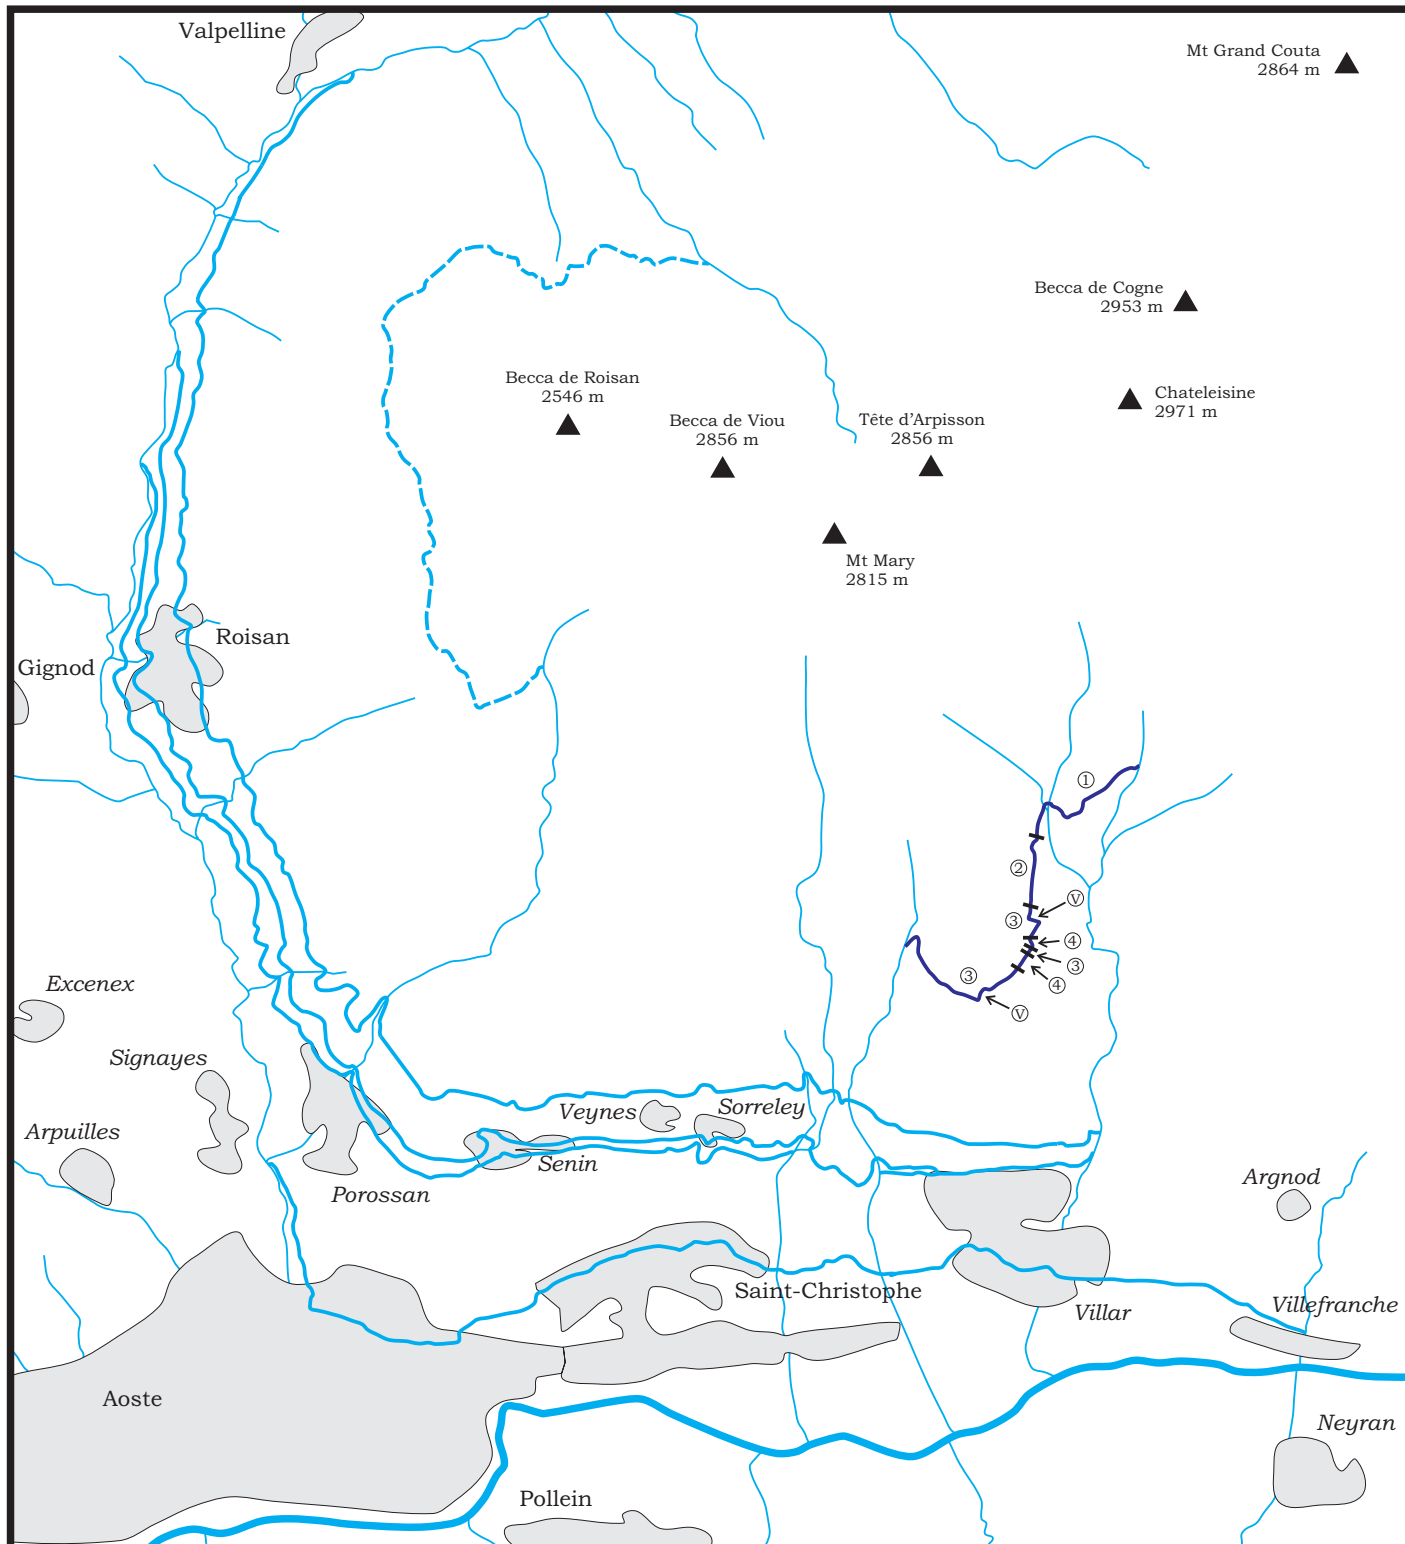 Valpelline
Mt Grand Couta
2864 m
Becca de Cogne
2953 m
Becca de Roisan
2546 m
Becca de Viou
2856 m
Tête d’Arpisson
2856 m
Chateleisine
2971 m
Mt Mary
2815 m
Roisan
Gignod
①
②
Ⓥ
③
④
③
④
③
Ⓥ
Excenex
Signayes
Arpuilles
Veynes
Sorreley
Senin
Porossan
Argnod
Saint-Christophe
Villar
Villefranche
Aoste
Neyran
Pollein